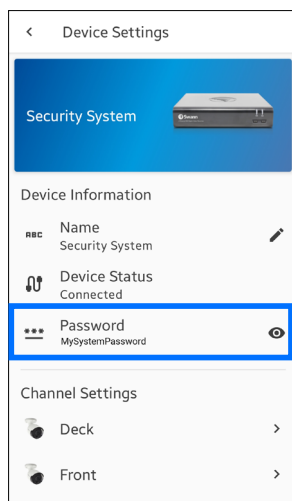 Device Settings
Security System
Swann
Device Information
ABC
Name
Security System
Device Status
Connected
***
Password
MySystemPassword
Channel Settings
Deck
Front